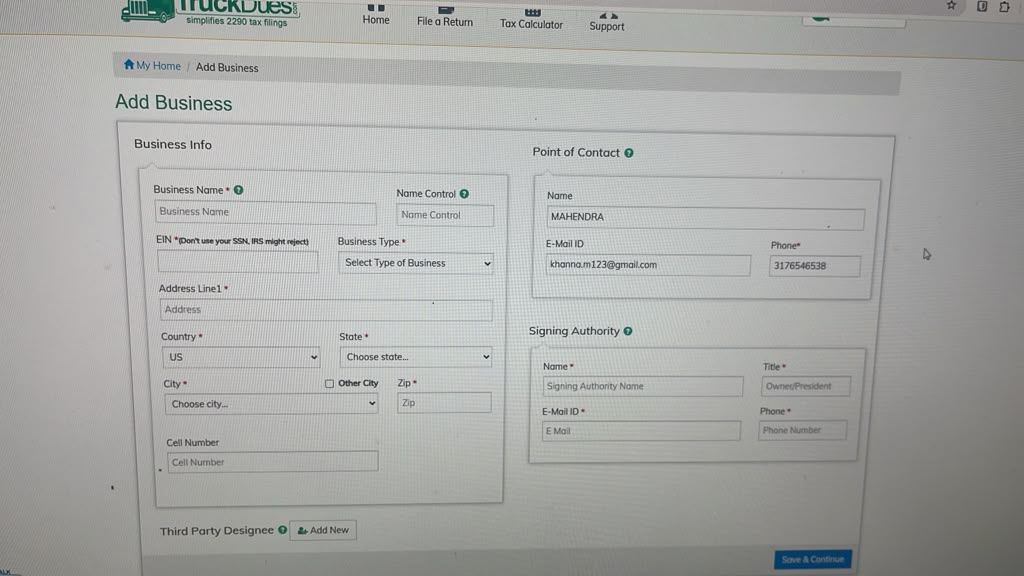 TruckDues
simplifies 2290 tax filings
Home
File a Return
Tax Calculator
Support
My Home / Add Business
Add Business
Business Info
Business Name *
Name Control
Business Name
Name Control
EIN *(Don't use your SSN, IRS might reject)
Business Type *
Select Type of Business
Address Line1 *
Address
Country *
State *
US
Choose state...
City *
Other City
Zip *
Choose city...
Zip
Cell Number
Cell Number
Third Party Designee
Add New
Point of Contact
Name
MAHENDRA
E-Mail ID
Phone*
khanna.m123@gmail.com
3176546538
Signing Authority
Name *
Title *
Signing Authority Name
Owner/President
E-Mail ID *
Phone *
E Mail
Phone Number
Save & Continue